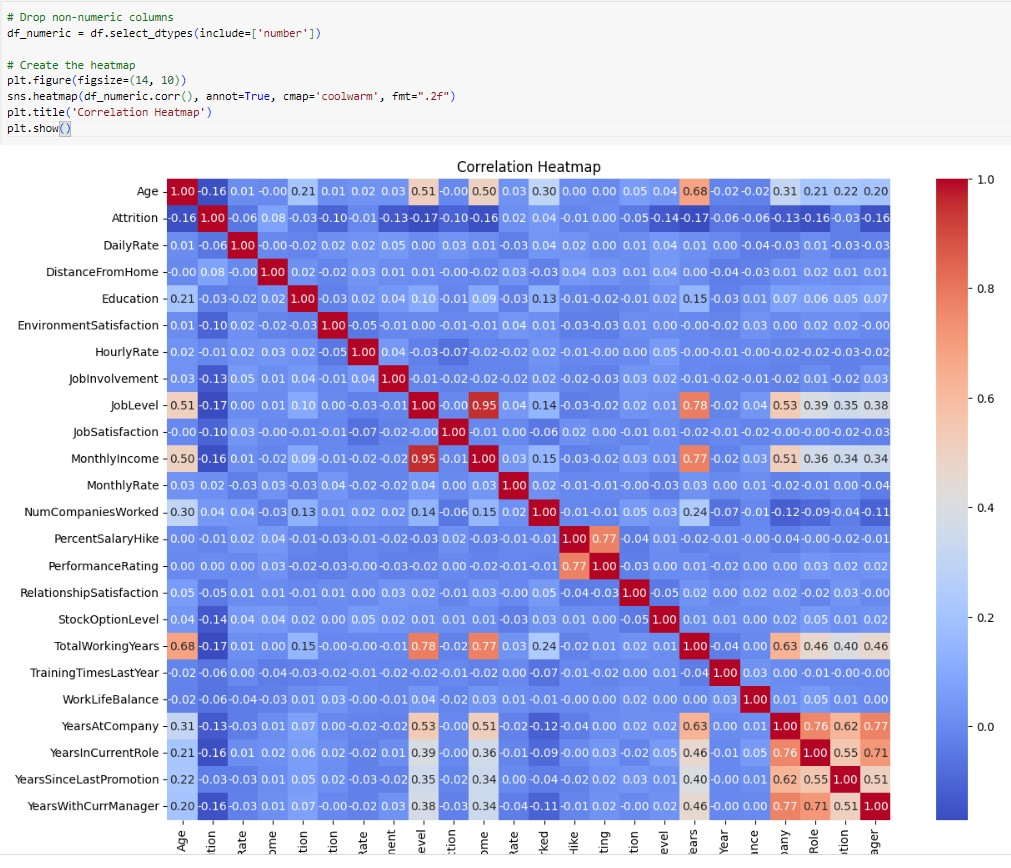 # Drop non-numeric columns
df_numeric = df.select_dtypes(include=['number'])
# Create the heatmap
plt.figure(figsize=(14, 10))
sns.heatmap(df_numeric.corr(), annot=True, cmap='coolwarm', fmt=".2f")
plt.title('Correlation Heatmap')
plt.show()
Correlation Heatmap
Age 1.00 -0.16 0.01 -0.00 0.21 0.01 0.02 0.03 0.51 -0.00 0.50 0.03 0.30 0.00 0.00 0.05 0.04 0.68 -0.02 -0.02 0.31 0.21 0.22 0.20
Attrition -0.16 1.00 -0.06 0.08 -0.03 -0.10 -0.01 -0.13 -0.17 -0.10 -0.16 0.02 0.04 -0.01 0.00 -0.05 -0.14 -0.17 -0.06 -0.06 -0.13 -0.16 -0.03 -0.16
DailyRate 0.01 -0.06 1.00 -0.00 -0.02 0.02 0.02 0.05 0.00 0.03 0.01 -0.03 0.04 0.02 0.00 0.01 0.04 0.01 0.00 -0.04 -0.03 0.01 -0.03 -0.03
DistanceFromHome -0.00 0.08 -0.00 1.00 0.02 -0.02 0.03 0.01 0.01 -0.00 -0.02 0.03 -0.03 0.04 0.03 0.01 0.04 0.00 -0.04 -0.03 0.01 0.02 0.01 0.01
Education 0.21 -0.03 -0.02 0.02 1.00 -0.03 0.02 0.04 0.10 -0.01 0.09 -0.03 0.13 -0.01 -0.02 -0.01 0.02 0.15 -0.03 0.01 0.07 0.06 0.05 0.07
EnvironmentSatisfaction 0.01 -0.10 0.02 -0.02 -0.03 1.00 -0.05 -0.01 0.00 -0.01 -0.01 0.04 0.01 -0.03 -0.03 0.01 0.00 -0.00 -0.02 0.03 0.00 0.02 0.02 -0.00
HourlyRate 0.02 -0.01 0.02 0.03 0.02 -0.05 1.00 0.04 -0.03 -0.07 -0.02 -0.02 0.02 -0.01 -0.00 0.00 0.05 -0.00 -0.01 -0.00 -0.02 -0.02 -0.03 -0.02
JobInvolvement 0.03 -0.13 0.05 0.01 0.04 -0.01 0.04 1.00 -0.01 -0.02 -0.02 -0.02 0.02 -0.02 -0.03 0.03 0.02 -0.01 -0.02 -0.01 -0.02 0.01 -0.02 0.03
JobLevel 0.51 -0.17 0.00 0.01 0.10 0.00 -0.03 -0.01 1.00 -0.00 0.95 0.04 0.14 -0.03 -0.02 0.02 0.01 0.78 -0.02 0.04 0.53 0.39 0.35 0.38
JobSatisfaction -0.00 -0.10 0.03 -0.00 -0.01 -0.01 -0.07 -0.02 -0.00 1.00 -0.01 0.00 -0.06 0.02 0.00 -0.01 0.01 -0.02 -0.01 -0.02 -0.00 -0.00 -0.02 -0.03
MonthlyIncome 0.50 -0.16 0.01 -0.02 0.09 -0.01 -0.02 -0.02 0.95 -0.01 1.00 0.03 0.15 -0.03 -0.02 0.03 0.01 0.77 -0.02 0.03 0.51 0.36 0.34 0.34
MonthlyRate 0.03 0.02 -0.03 0.03 -0.03 0.04 -0.02 -0.02 0.04 0.00 0.03 1.00 0.02 -0.01 -0.01 -0.00 -0.03 0.03 0.00 0.01 -0.02 -0.01 0.00 -0.04
NumCompaniesWorked 0.30 0.04 0.04 -0.03 0.13 0.01 0.02 0.02 0.14 -0.06 0.15 0.02 1.00 -0.01 -0.01 0.05 0.03 0.24 -0.07 -0.01 -0.12 -0.09 -0.04 -0.11
PercentSalaryHike 0.00 -0.01 0.02 0.04 -0.01 -0.03 -0.01 -0.02 -0.03 0.02 -0.03 -0.01 -0.01 1.00 0.77 -0.04 0.01 -0.02 -0.01 -0.00 -0.04 -0.00 -0.02 -0.01
PerformanceRating 0.00 0.00 0.00 0.03 -0.02 -0.03 -0.00 -0.03 -0.02 0.00 -0.02 -0.01 -0.01 0.77 1.00 -0.03 0.00 0.01 -0.02 0.00 0.00 0.03 0.02 0.02
RelationshipSatisfaction 0.05 -0.05 0.01 0.01 -0.01 0.01 0.00 0.03 0.02 -0.01 0.03 -0.00 0.05 -0.04 -0.03 1.00 -0.05 0.02 0.00 0.02 0.02 -0.02 0.03 -0.00
StockOptionLevel 0.04 -0.14 0.04 0.04 0.02 0.00 0.05 0.02 0.01 0.01 0.01 -0.03 0.03 0.01 0.00 -0.05 1.00 0.01 0.01 0.00 0.02 0.05 0.01 0.02
TotalWorkingYears 0.68 -0.17 0.01 0.00 0.15 -0.00 -0.00 -0.01 0.78 -0.02 0.77 0.03 0.24 -0.02 0.01 0.02 0.01 1.00 -0.04 0.00 0.63 0.46 0.40 0.46
TrainingTimesLastYear -0.02 -0.06 0.00 -0.04 -0.03 -0.02 -0.01 -0.02 -0.02 -0.01 -0.02 0.00 -0.07 -0.01 -0.02 0.00 0.01 -0.04 1.00 0.03 0.00 -0.01 -0.00 -0.00
WorkLifeBalance -0.02 -0.06 -0.04 -0.03 0.01 0.03 -0.00 -0.01 0.04 -0.02 0.03 0.01 -0.01 -0.00 0.00 0.02 0.00 0.00 0.03 1.00 0.01 0.05 0.01 0.00
YearsAtCompany 0.31 -0.13 -0.03 0.01 0.07 0.00 -0.02 -0.02 0.53 -0.00 0.51 -0.02 -0.12 -0.04 0.00 0.02 0.02 0.63 0.00 0.01 1.00 0.76 0.62 0.77
YearsInCurrentRole 0.21 -0.16 0.01 0.02 0.06 0.02 -0.02 0.01 0.39 -0.00 0.36 -0.01 -0.09 -0.00 0.03 -0.02 0.05 0.46 -0.01 0.05 0.76 1.00 0.55 0.71
YearsSinceLastPromotion 0.22 -0.03 -0.03 0.01 0.05 0.02 -0.03 -0.02 0.35 -0.02 0.34 0.00 -0.04 -0.02 0.02 0.03 0.01 0.40 -0.00 0.01 0.62 0.55 1.00 0.51
YearsWithCurrManager 0.20 -0.16 -0.03 0.01 0.07 -0.00 -0.02 0.03 0.38 -0.03 0.34 -0.04 -0.11 -0.01 0.02 -0.00 0.02 0.46 -0.00 0.00 0.77 0.71 0.51 1.00
Age tion Rate ome tion tion Rate ment evel ction ome Rate rked Hike ting tion evel ears Year ance pany Role tion ager
1.0
0.8
0.6
0.4
0.2
0.0